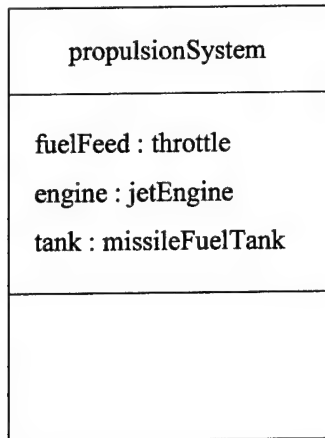 propulsionSystem
fuelFeed : throttle
engine : jetEngine
tank : missileFuelTank